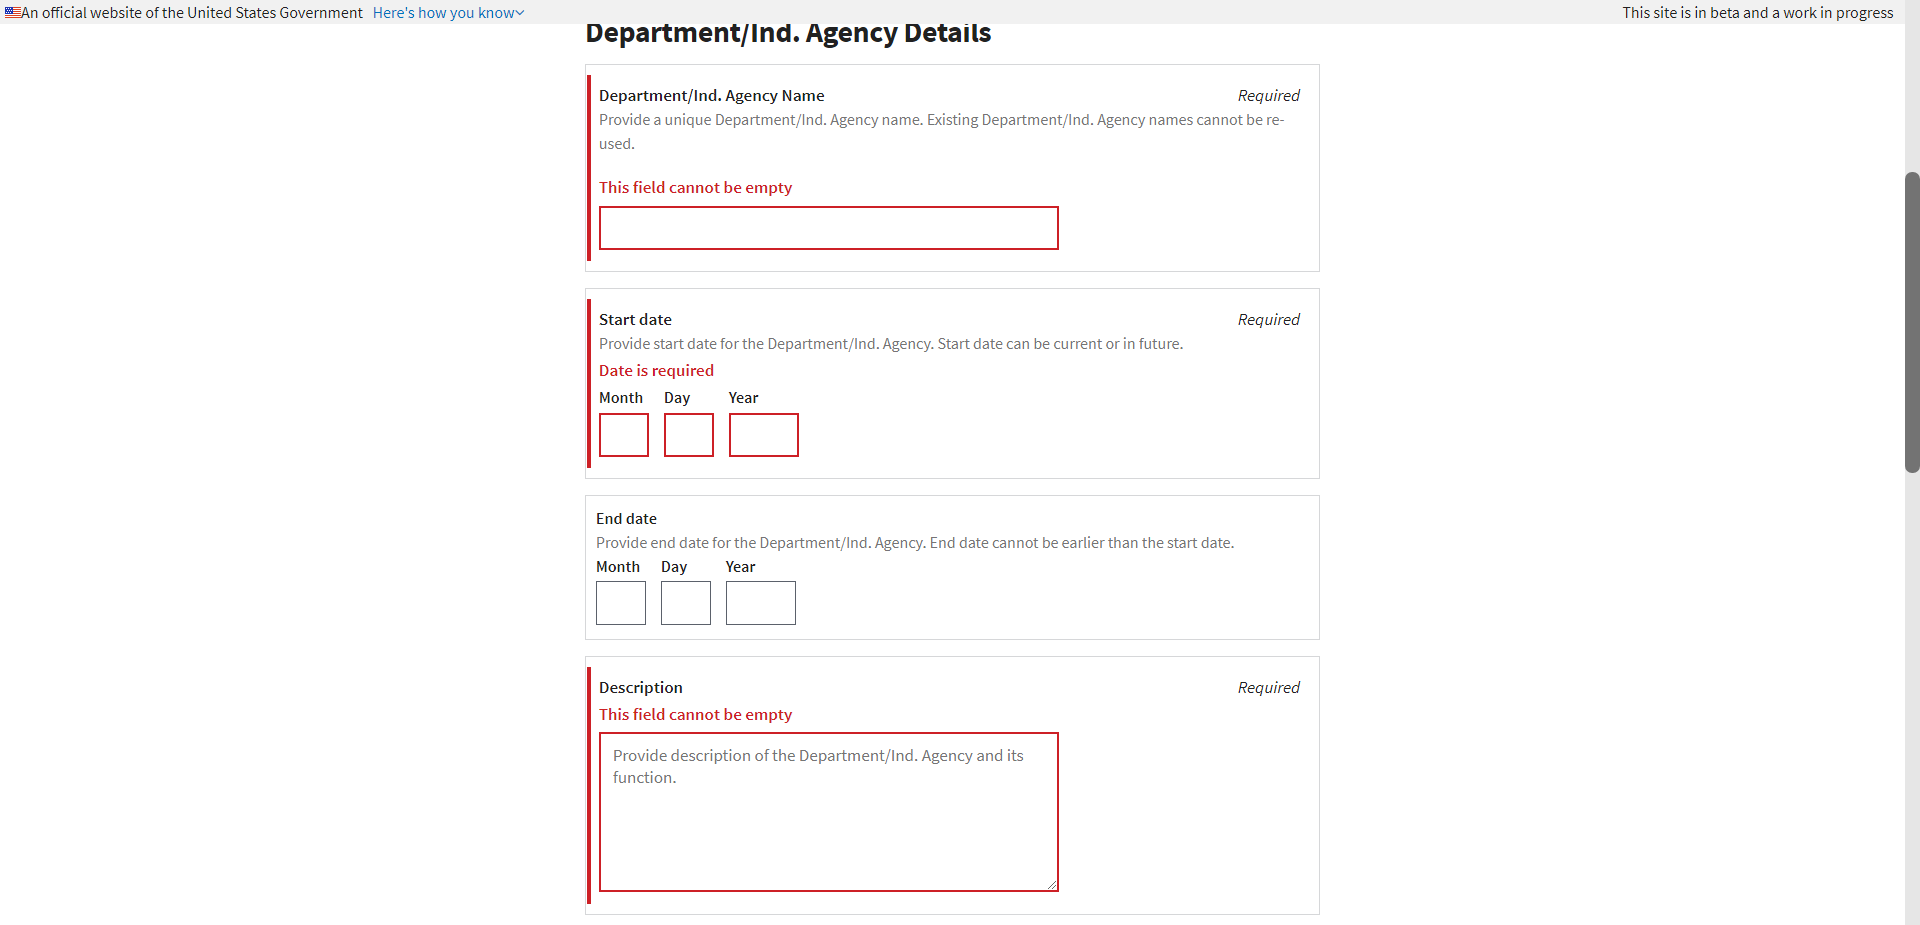 An official website of the United States Government Here's how you know
This site is in beta and a work in progress
Department/Ind. Agency Details
Department/Ind. Agency Name
Required
Provide a unique Department/Ind. Agency name. Existing Department/Ind. Agency names cannot be re-
used.
This field cannot be empty
Start date
Required
Provide start date for the Department/Ind. Agency. Start date can be current or in future.
Date is required
Month Day Year
End date
Provide end date for the Department/Ind. Agency. End date cannot be earlier than the start date.
Month Day Year
Description
Required
This field cannot be empty
Provide description of the Department/Ind. Agency and its
function.